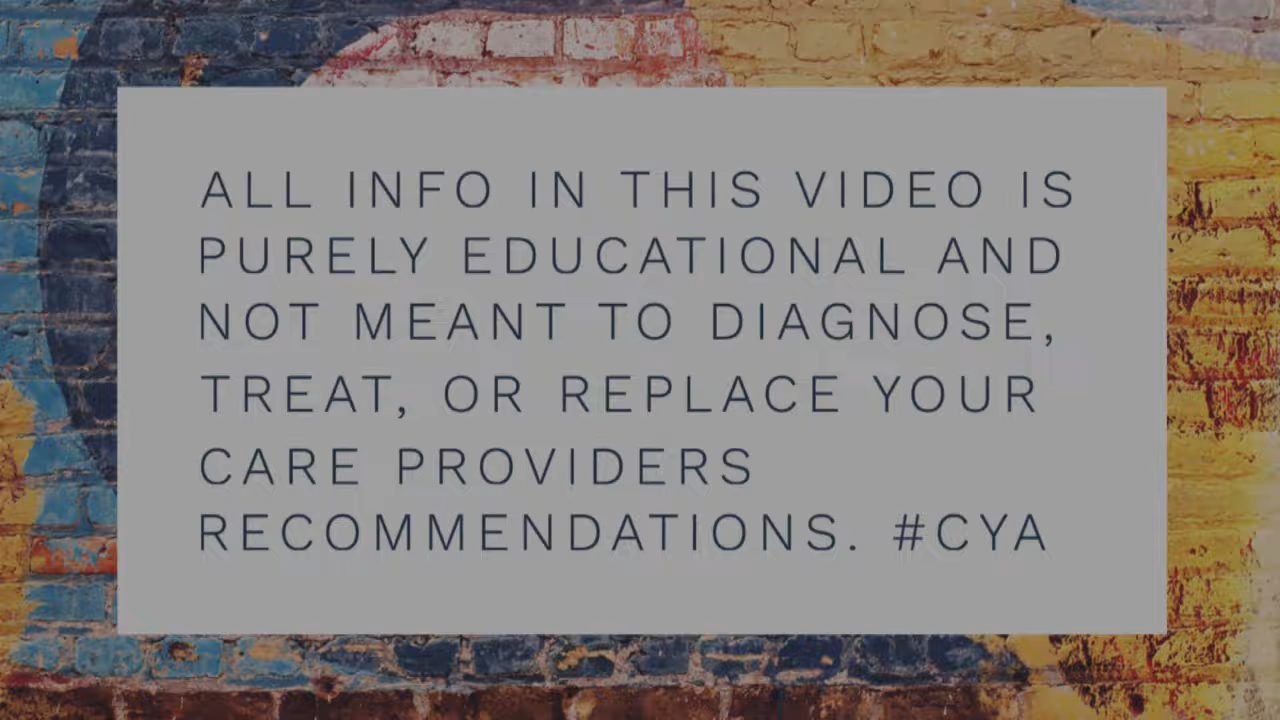 ALL INFO IN THIS VIDEO IS
PURELY EDUCATIONAL AND
NOT MEANT TO DIAGNOSE,
TREAT, OR REPLACE YOUR
CARE PROVIDERS
RECOMMENDATIONS. #CYA